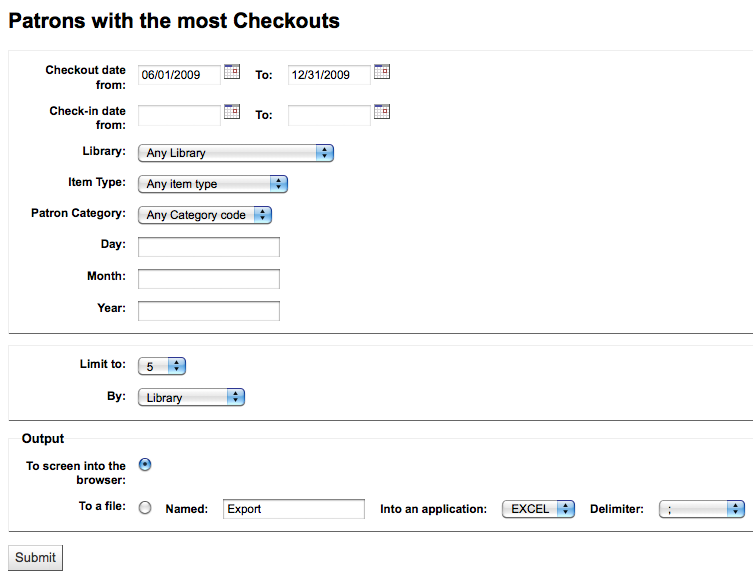 Patrons with the most Checkouts
Checkout date from: 06/01/2009 To: 12/31/2009
Check-in date from: To:
Library: Any Library
Item Type: Any item type
Patron Category: Any Category code
Day:
Month:
Year:
Limit to: 5
By: Library
Output
To screen into the browser:
To a file: Named: Export Into an application: EXCEL Delimiter: ;
Submit